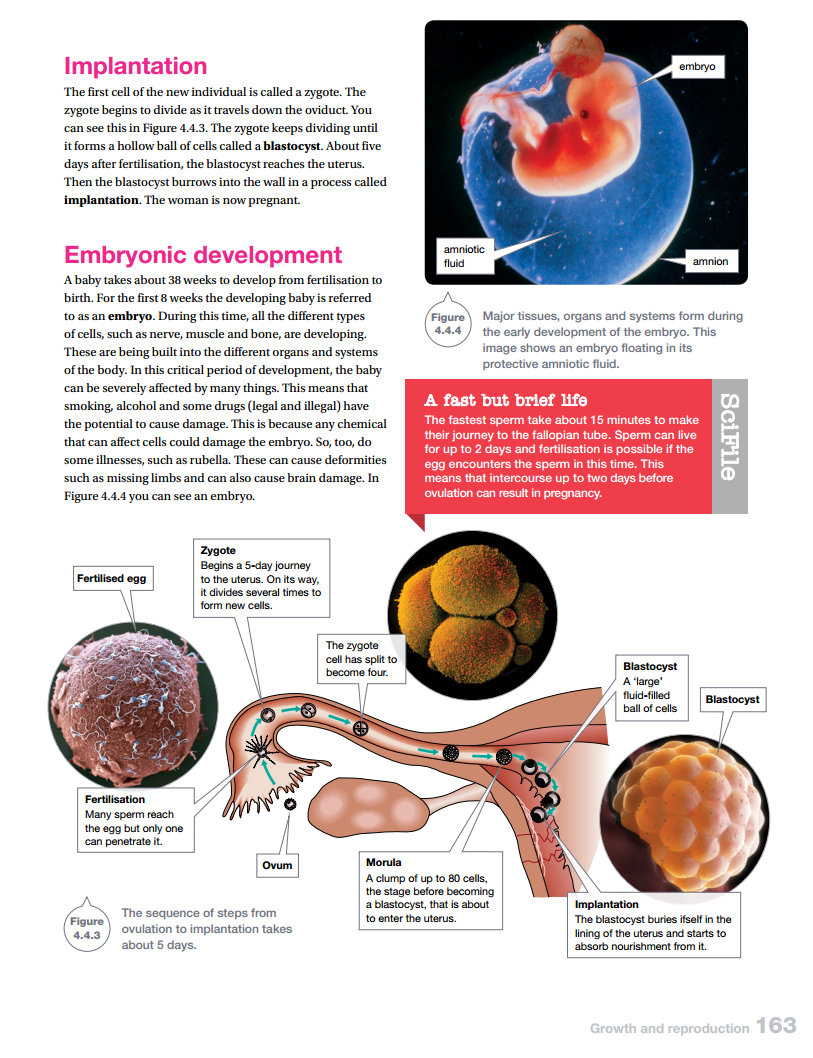 Implantation
The first cell of the new individual is called a zygote. The
zygote begins to divide as it travels down the oviduct. You
can see this in Figure 4.4.3. The zygote keeps dividing until
it forms a hollow ball of cells called a blastocyst. About five
days after fertilisation, the blastocyst reaches the uterus.
Then the blastocyst burrows into the wall in a process called
implantation. The woman is now pregnant.
Embryonic development
A baby takes about 38 weeks to develop from fertilisation to
birth. For the first 8 weeks the developing baby is referred
to as an embryo. During this time, all the different types
of cells, such as nerve, muscle and bone, are developing.
These are being built into the different organs and systems
of the body. In this critical period of development, the baby
can be severely affected by many things. This means that
smoking, alcohol and some drugs (legal and illegal) have
the potential to cause damage. This is because any chemical
that can affect cells could damage the embryo. So, too, do
some illnesses, such as rubella. These can cause deformities
such as missing limbs and can also cause brain damage. In
Figure 4.4.4 you can see an embryo.
embryo
amniotic
fluid
amnion
Figure
4.4.4
Major tissues, organs and systems form during
the early development of the embryo. This
image shows an embryo floating in its
protective amniotic fluid.
A fast but brief life
The fastest sperm take about 15 minutes to make
their journey to the fallopian tube. Sperm can live
for up to 2 days and fertilisation is possible if the
egg encounters the sperm in this time. This
means that intercourse up to two days before
ovulation can result in pregnancy.
SciFile
Fertilised egg
Zygote
Begins a 5-day journey
to the uterus. On its way,
it divides several times to
form new cells.
The zygote
cell has split to
become four.
Blastocyst
A ‘large’
fluid-filled
ball of cells
Blastocyst
Fertilisation
Many sperm reach
the egg but only one
can penetrate it.
Ovum
Morula
A clump of up to 80 cells,
the stage before becoming
a blastocyst, that is about
to enter the uterus.
Implantation
The blastocyst buries ifself in the
lining of the uterus and starts to
absorb nourishment from it.
Figure
4.4.3
The sequence of steps from
ovulation to implantation takes
about 5 days.
Growth and reproduction 163